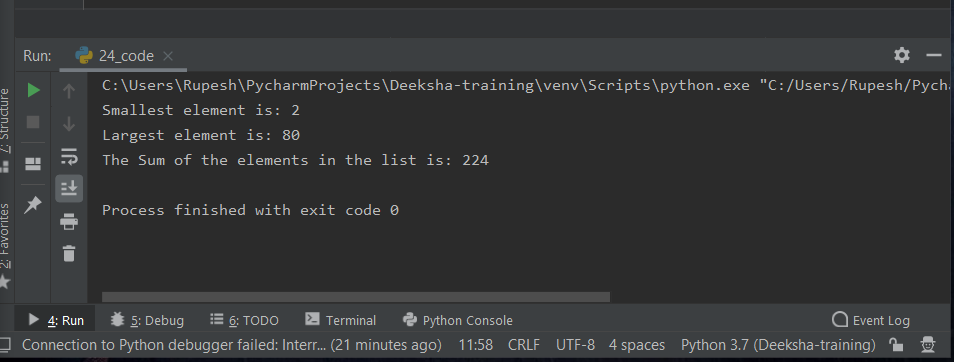 Run: 24_code
C:\Users\Rupesh\PycharmProjects\Deeksha-training\venv\Scripts\python.exe "C:/Users/Rupesh/Pycha
Smallest element is: 2
Largest element is: 80
The Sum of the elements in the list is: 224
Process finished with exit code 0
7: Structure
2: Favorites
4: Run 5: Debug 6: TODO Terminal Python Console Event Log
Connection to Python debugger failed: Interr... (21 minutes ago) 11:58 CRLF UTF-8 4 spaces Python 3.7 (Deeksha-training)